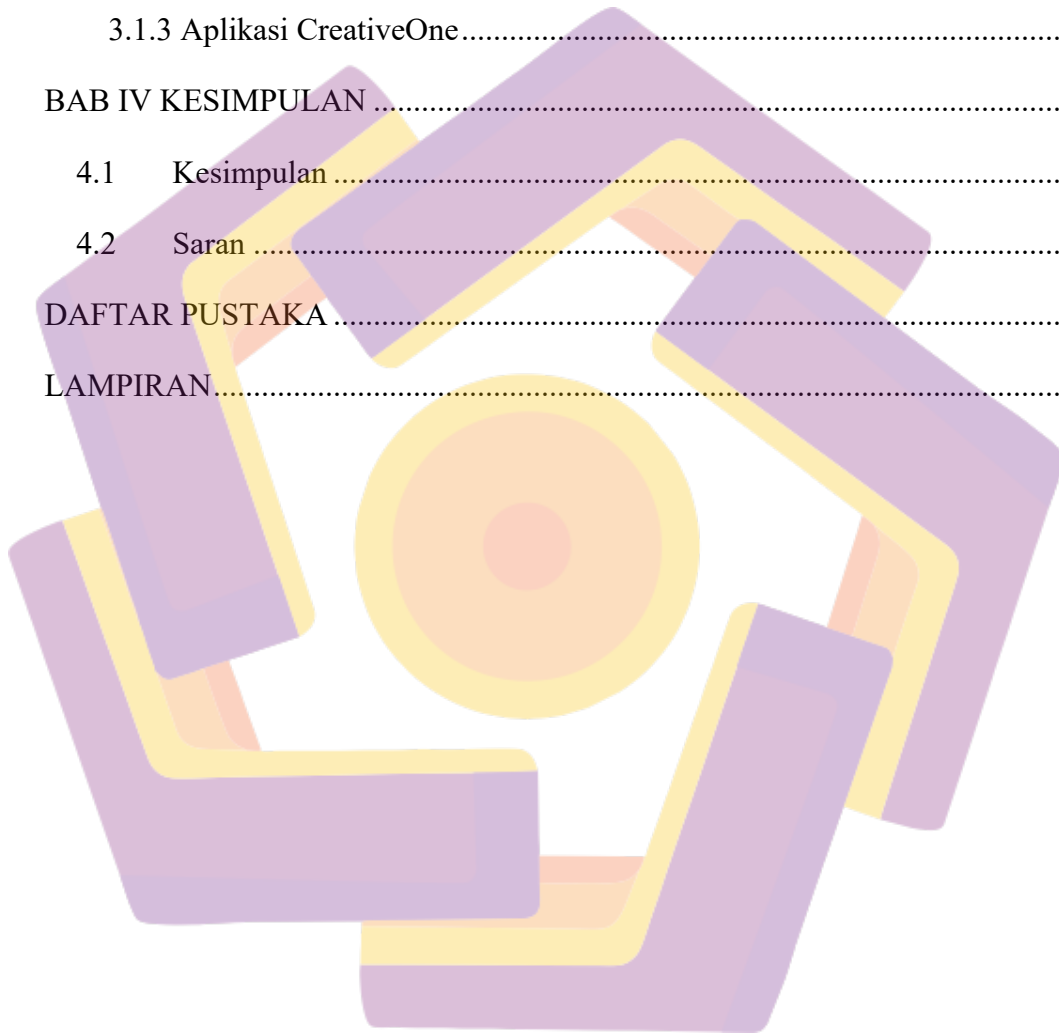 3.1.3 Aplikasi CreativeOne
BAB IV KESIMPULAN
4.1 Kesimpulan
4.2 Saran
DAFTAR PUSTAKA
LAMPIRAN